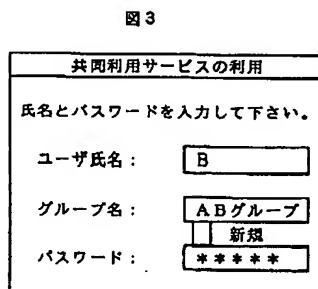 図3
共同利用サービスの利用
氏名とパスワードを入力して下さい。
ユーザ氏名： B
グループ名： ABグループ
新規
パスワード： *****